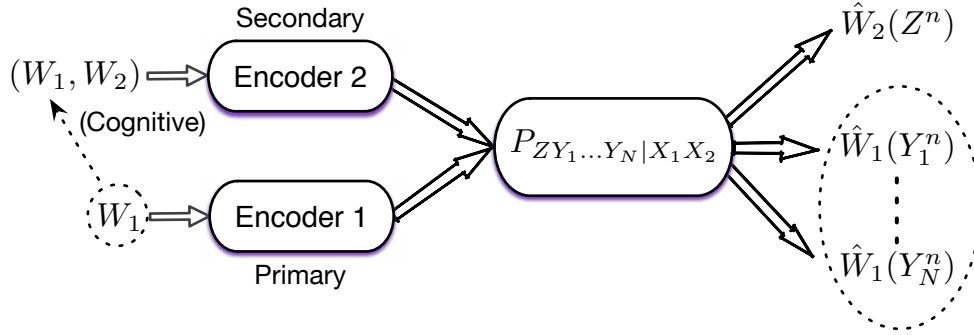 Secondary
(W₁, W₂)
Encoder 2
(Cognitive)
W₁
Encoder 1
Primary
P_{ZY₁...Y_N|X₁X₂}
Ŵ₂(Zⁿ)
Ŵ₁(Y₁ⁿ)
Ŵ₁(Y_Nⁿ)